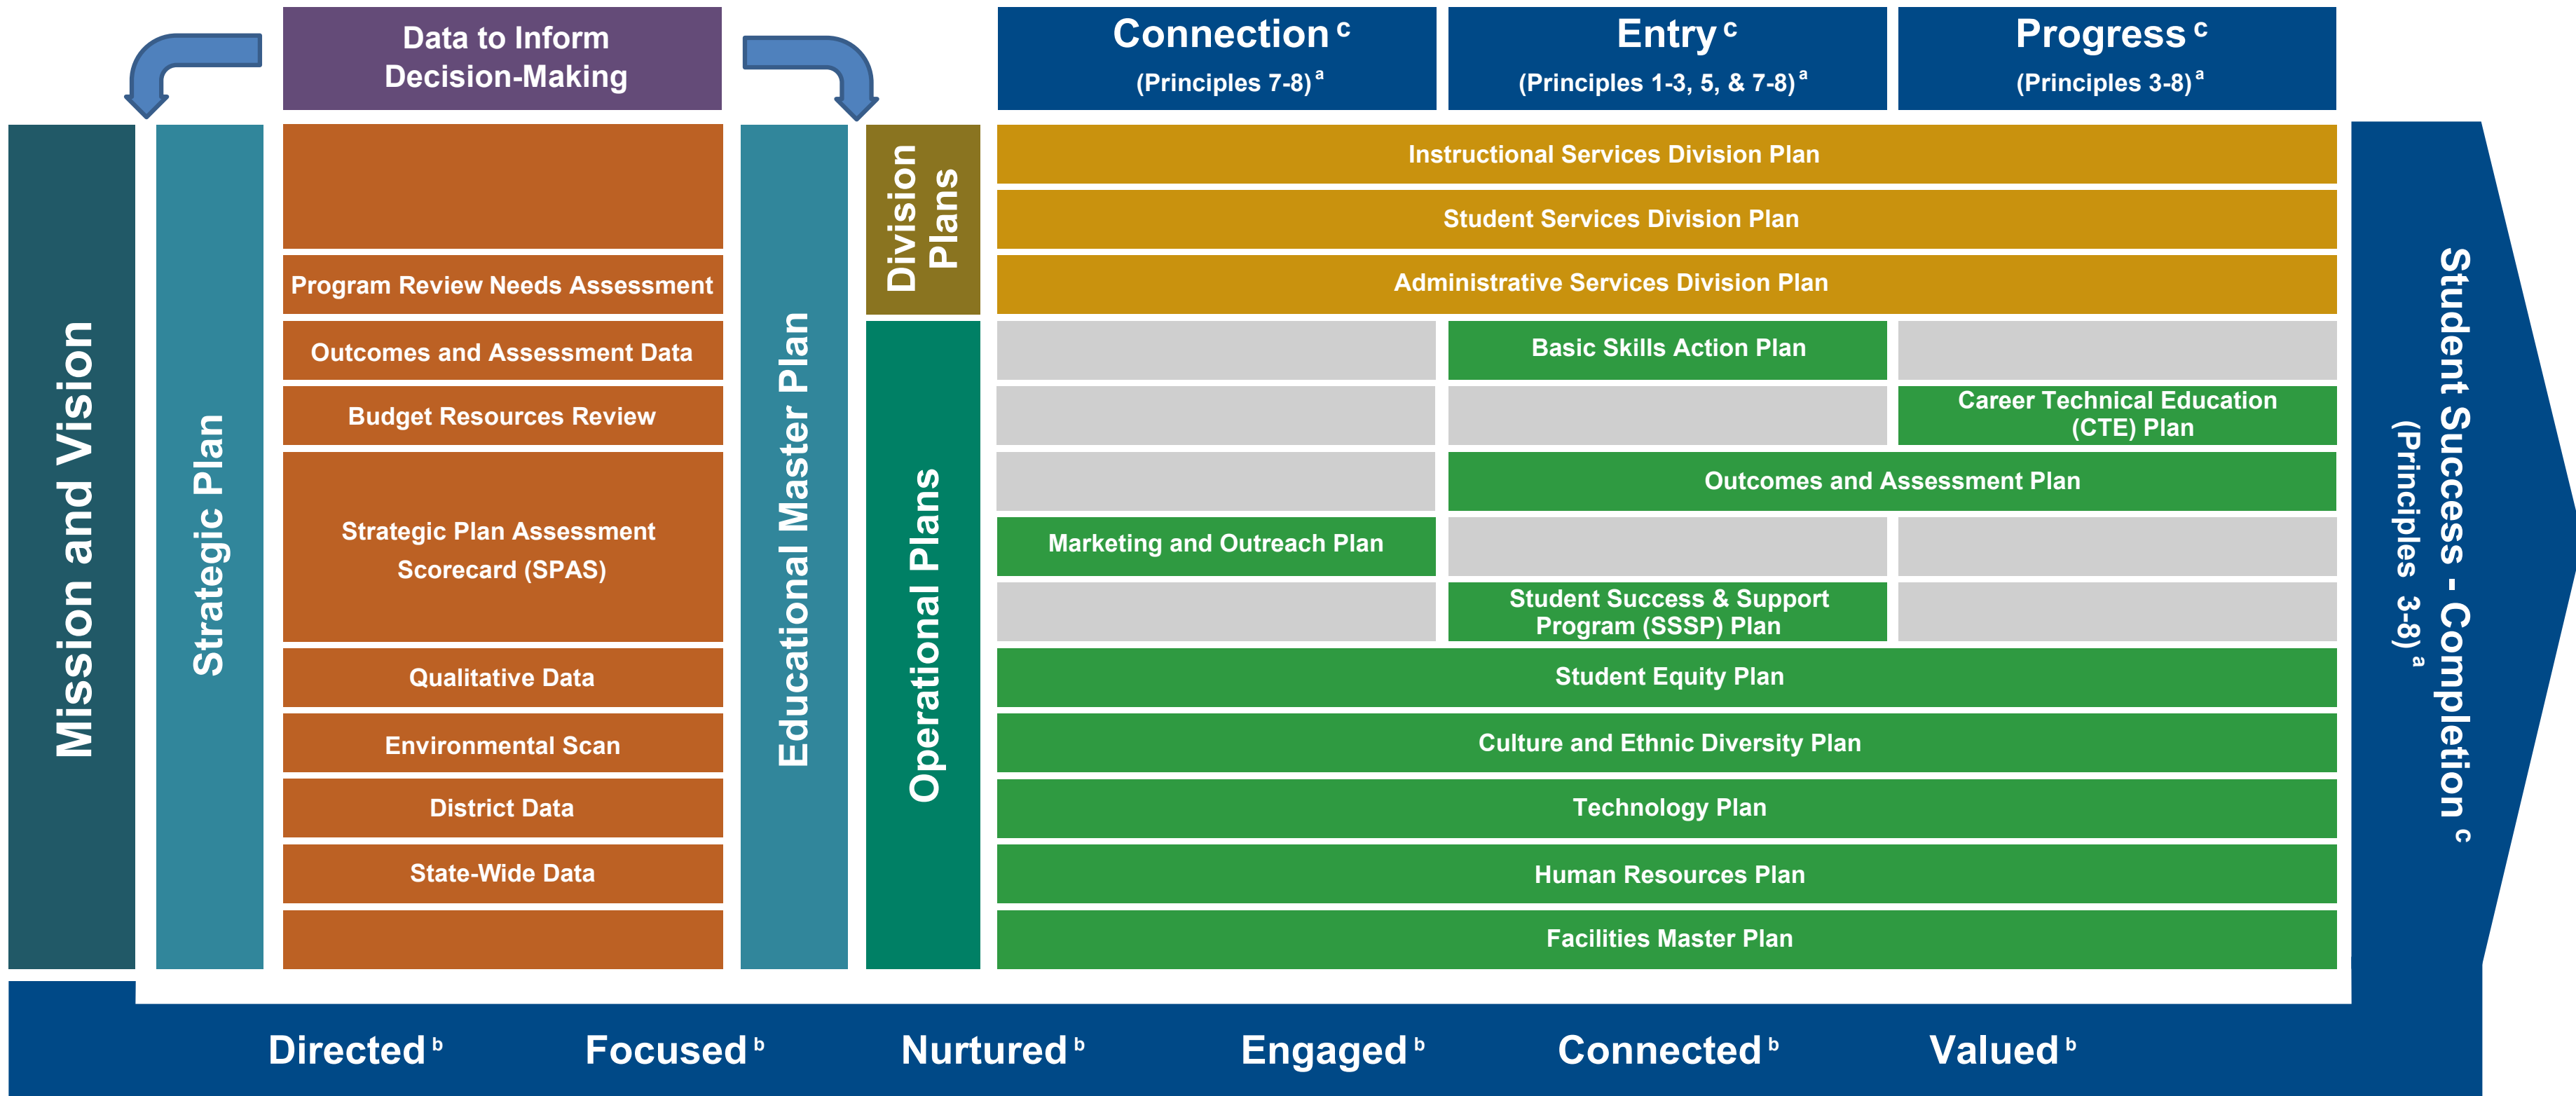 Data to Inform
Decision-Making
Connection c
(Principles 7-8) a
Entry c
(Principles 1-3, 5, & 7-8) a
Progress c
(Principles 3-8) a
Mission and Vision
Strategic Plan
Program Review Needs Assessment
Outcomes and Assessment Data
Budget Resources Review
Strategic Plan Assessment
Scorecard (SPAS)
Qualitative Data
Environmental Scan
District Data
State-Wide Data
Educational Master Plan
Division
Plans
Operational Plans
Instructional Services Division Plan
Student Services Division Plan
Administrative Services Division Plan
Basic Skills Action Plan
Career Technical Education
(CTE) Plan
Outcomes and Assessment Plan
Marketing and Outreach Plan
Student Success & Support
Program (SSSP) Plan
Student Equity Plan
Culture and Ethnic Diversity Plan
Technology Plan
Human Resources Plan
Facilities Master Plan
Student Success - Completion c
(Principles 3-8) a
Directed b Focused b Nurtured b Engaged b Connected b Valued b